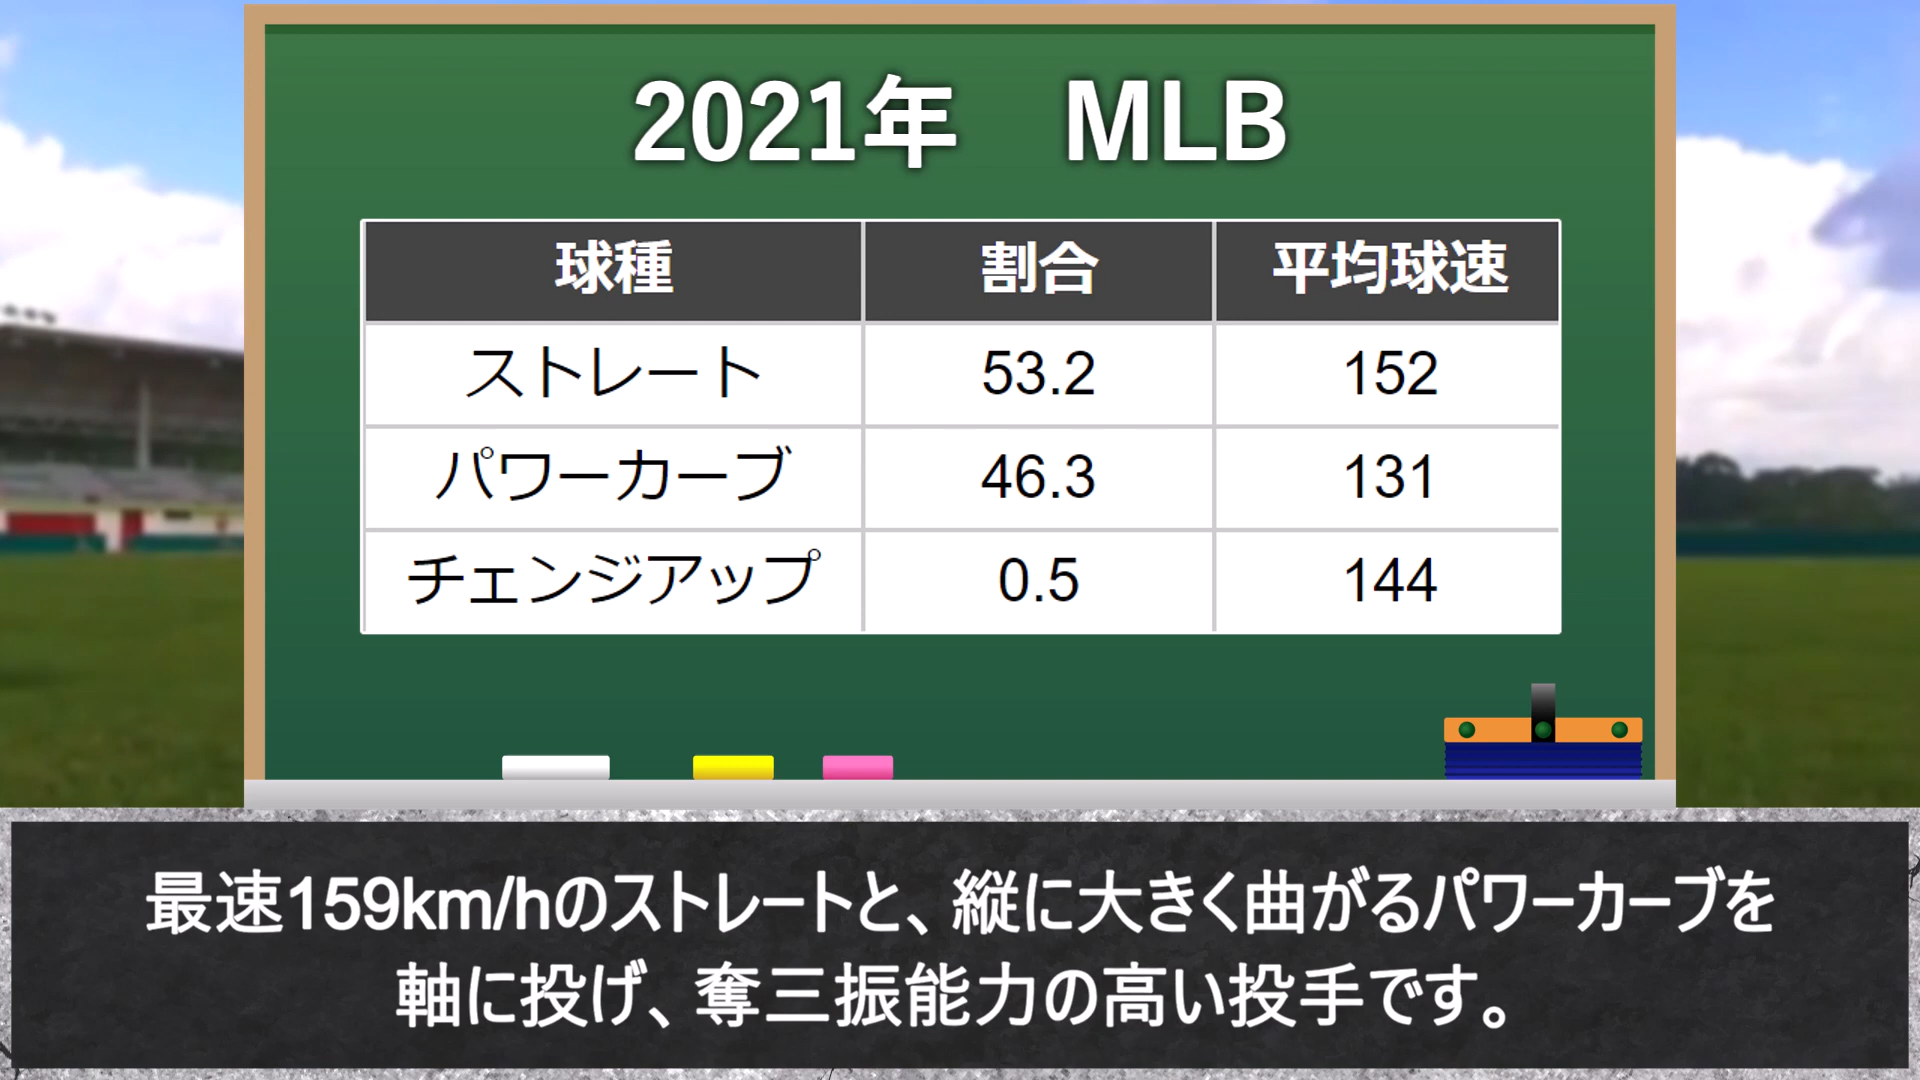 2021年　MLB
球種 割合 平均球速
ストレート 53.2 152
パワーカーブ 46.3 131
チェンジアップ 0.5 144
最速159km/hのストレートと、縦に大きく曲がるパワーカーブを
軸に投げ、奪三振能力の高い投手です。